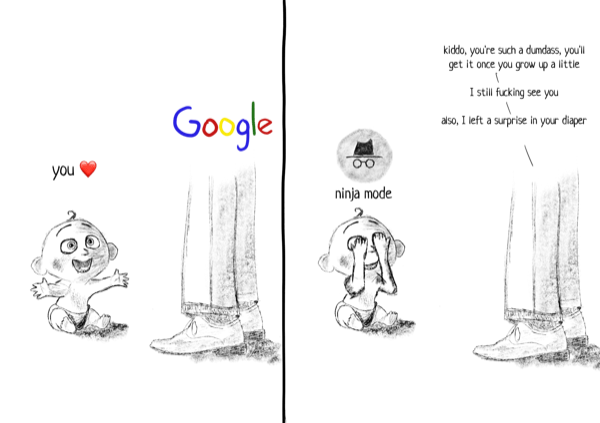 Google
you ❤️
kiddo, you're such a dumdass, you'll
get it once you grow up a little
I still fucking see you
also, I left a surprise in your diaper
ninja mode